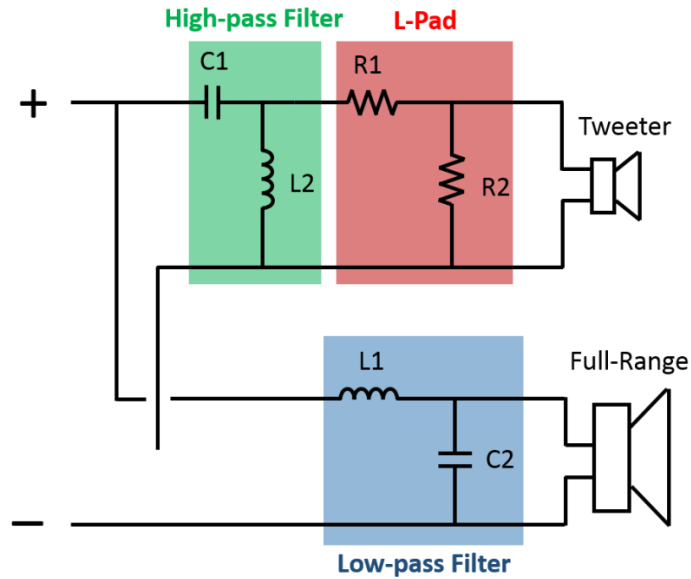 High-pass Filter
L-Pad
C1
R1
+
Tweeter
L2
R2
L1
Full-Range
C2
−
Low-pass Filter